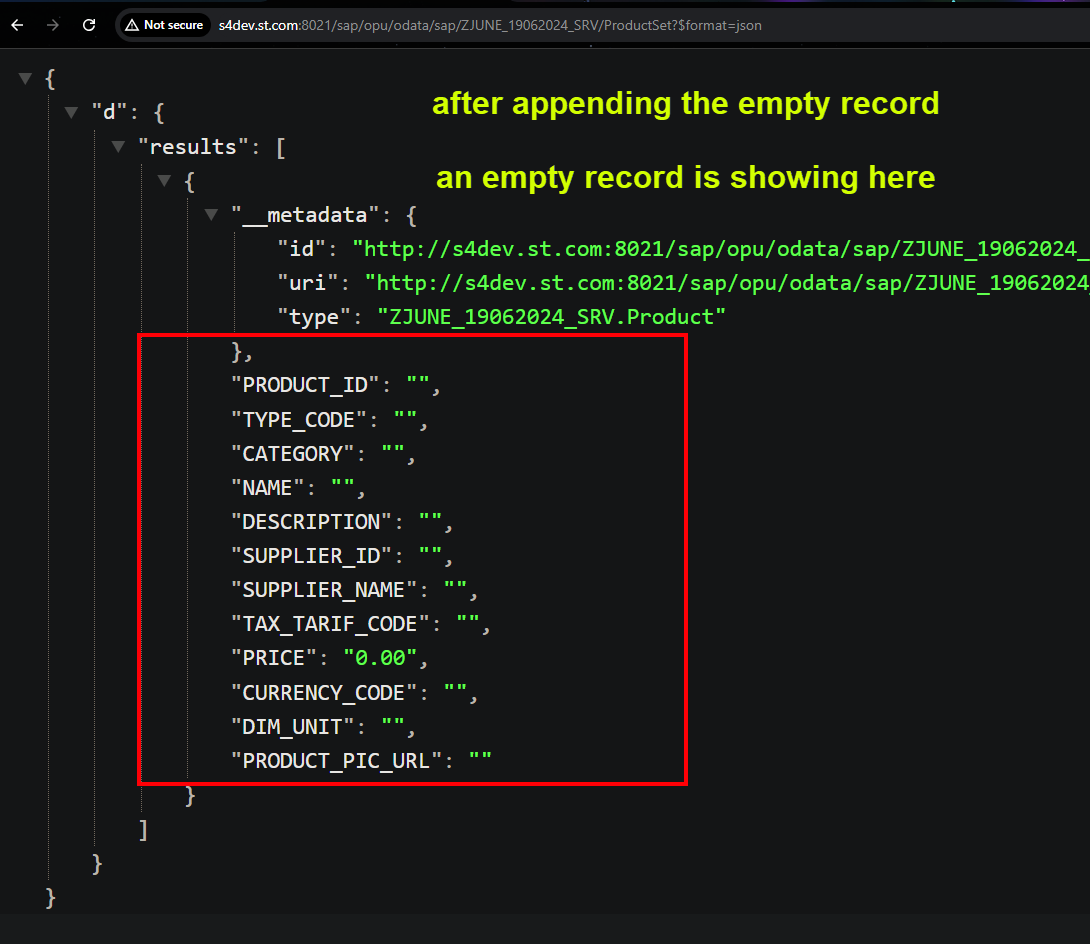 Not secure s4dev.st.com:8021/sap/opu/odata/sap/ZJUNE_19062024_SRV/ProductSet?$format=json
{
"d": {
after appending the empty record
"results": [
an empty record is showing here
{
"__metadata": {
"id": "http://s4dev.st.com:8021/sap/opu/odata/sap/ZJUNE_19062024_
"uri": "http://s4dev.st.com:8021/sap/opu/odata/sap/ZJUNE_19062024
"type": "ZJUNE_19062024_SRV.Product"
},
"PRODUCT_ID": "",
"TYPE_CODE": "",
"CATEGORY": "",
"NAME": "",
"DESCRIPTION": "",
"SUPPLIER_ID": "",
"SUPPLIER_NAME": "",
"TAX_TARIF_CODE": "",
"PRICE": "0.00",
"CURRENCY_CODE": "",
"DIM_UNIT": "",
"PRODUCT_PIC_URL": ""
}
]
}
}